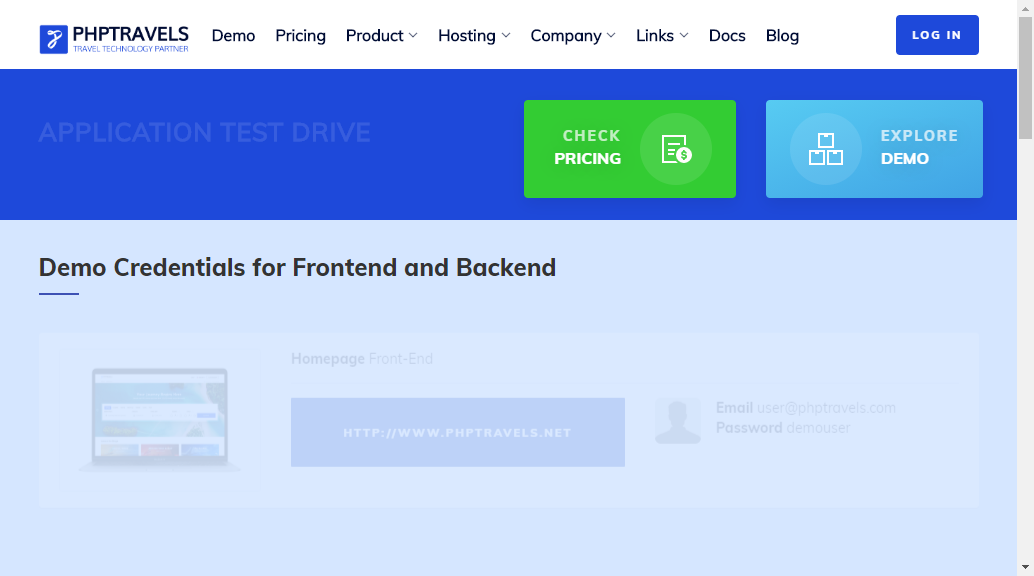 PHPTRAVELS
TRAVEL TECHNOLOGY PARTNER
Demo Pricing Product Hosting Company Links Docs Blog
LOG IN
APPLICATION TEST DRIVE
CHECK
PRICING
EXPLORE
DEMO
Demo Credentials for Frontend and Backend
Homepage Front-End
HTTP://WWW.PHPTRAVELS.NET
Email user@phptravels.com
Password demouser